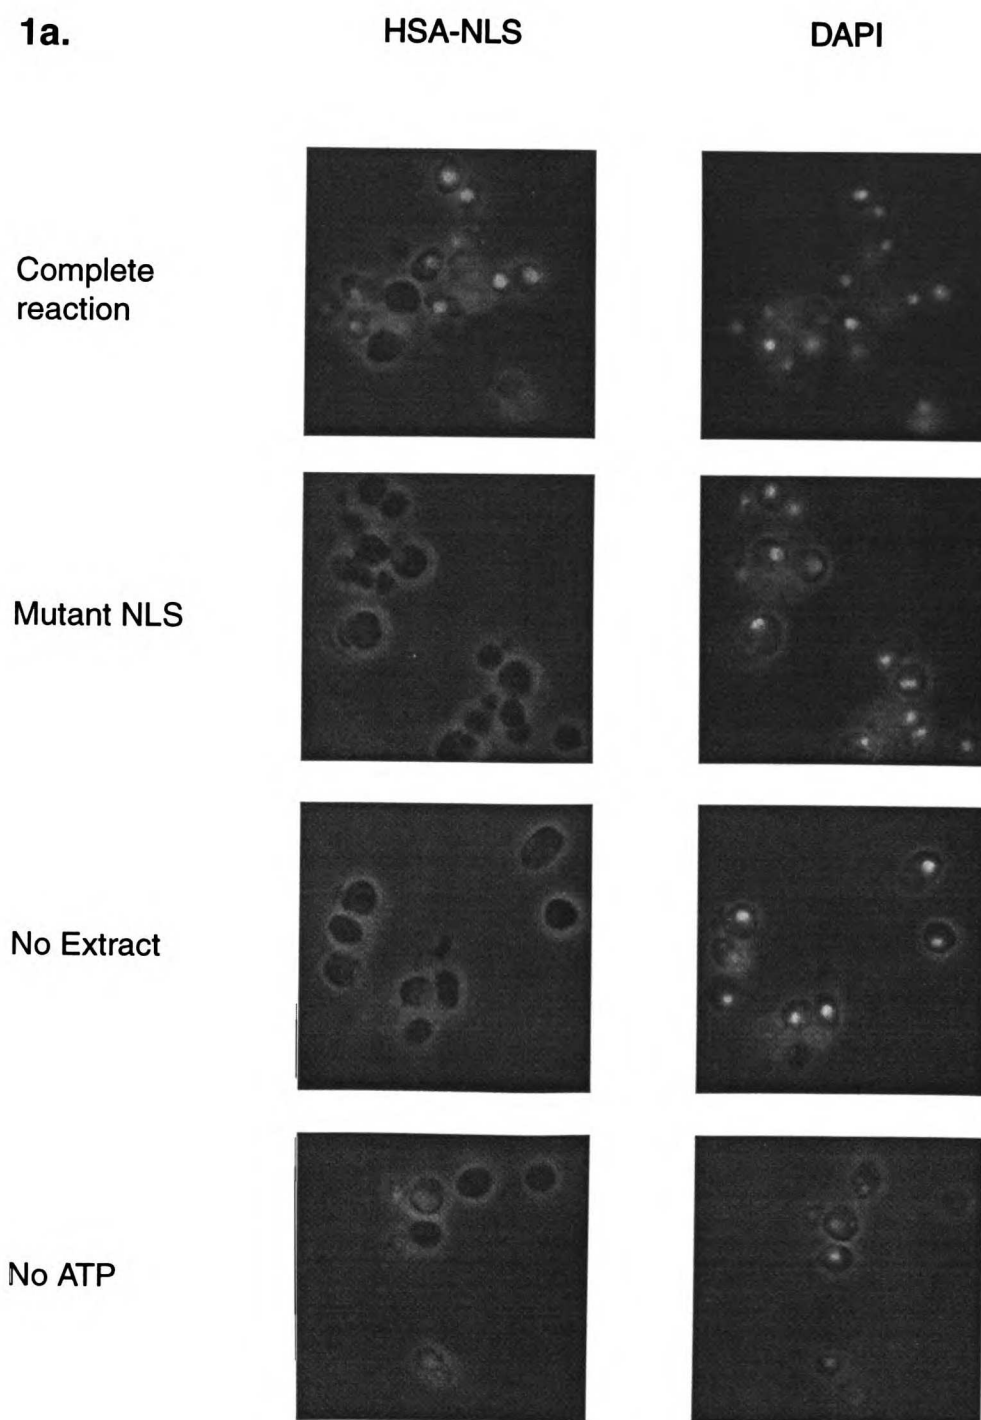 1a.
HSA-NLS
DAPI
Complete
reaction
Mutant NLS
No Extract
No ATP